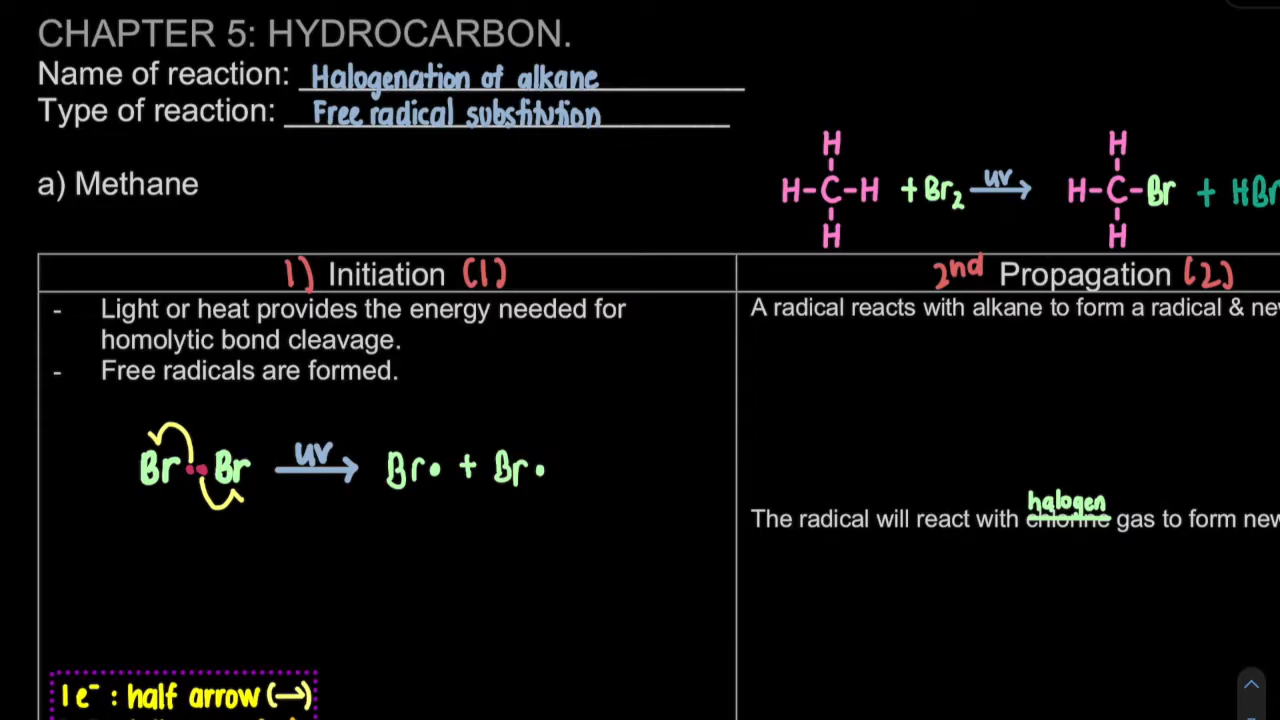 CHAPTER 5: HYDROCARBON.
Name of reaction: Halogenation of alkane
Type of reaction: Free radical substitution
a) Methane
H H
H-C-H + Br2 uv → H-C-Br + HBr
H H
1) Initiation (1)
- Light or heat provides the energy needed for
homolytic bond cleavage.
- Free radicals are formed.
Br •• Br uv → Br• + Br•
1 e⁻ : half arrow (⇀)
2nd Propagation (2)
A radical reacts with alkane to form a radical & ne
halogen
The radical will react with chlorine gas to form new